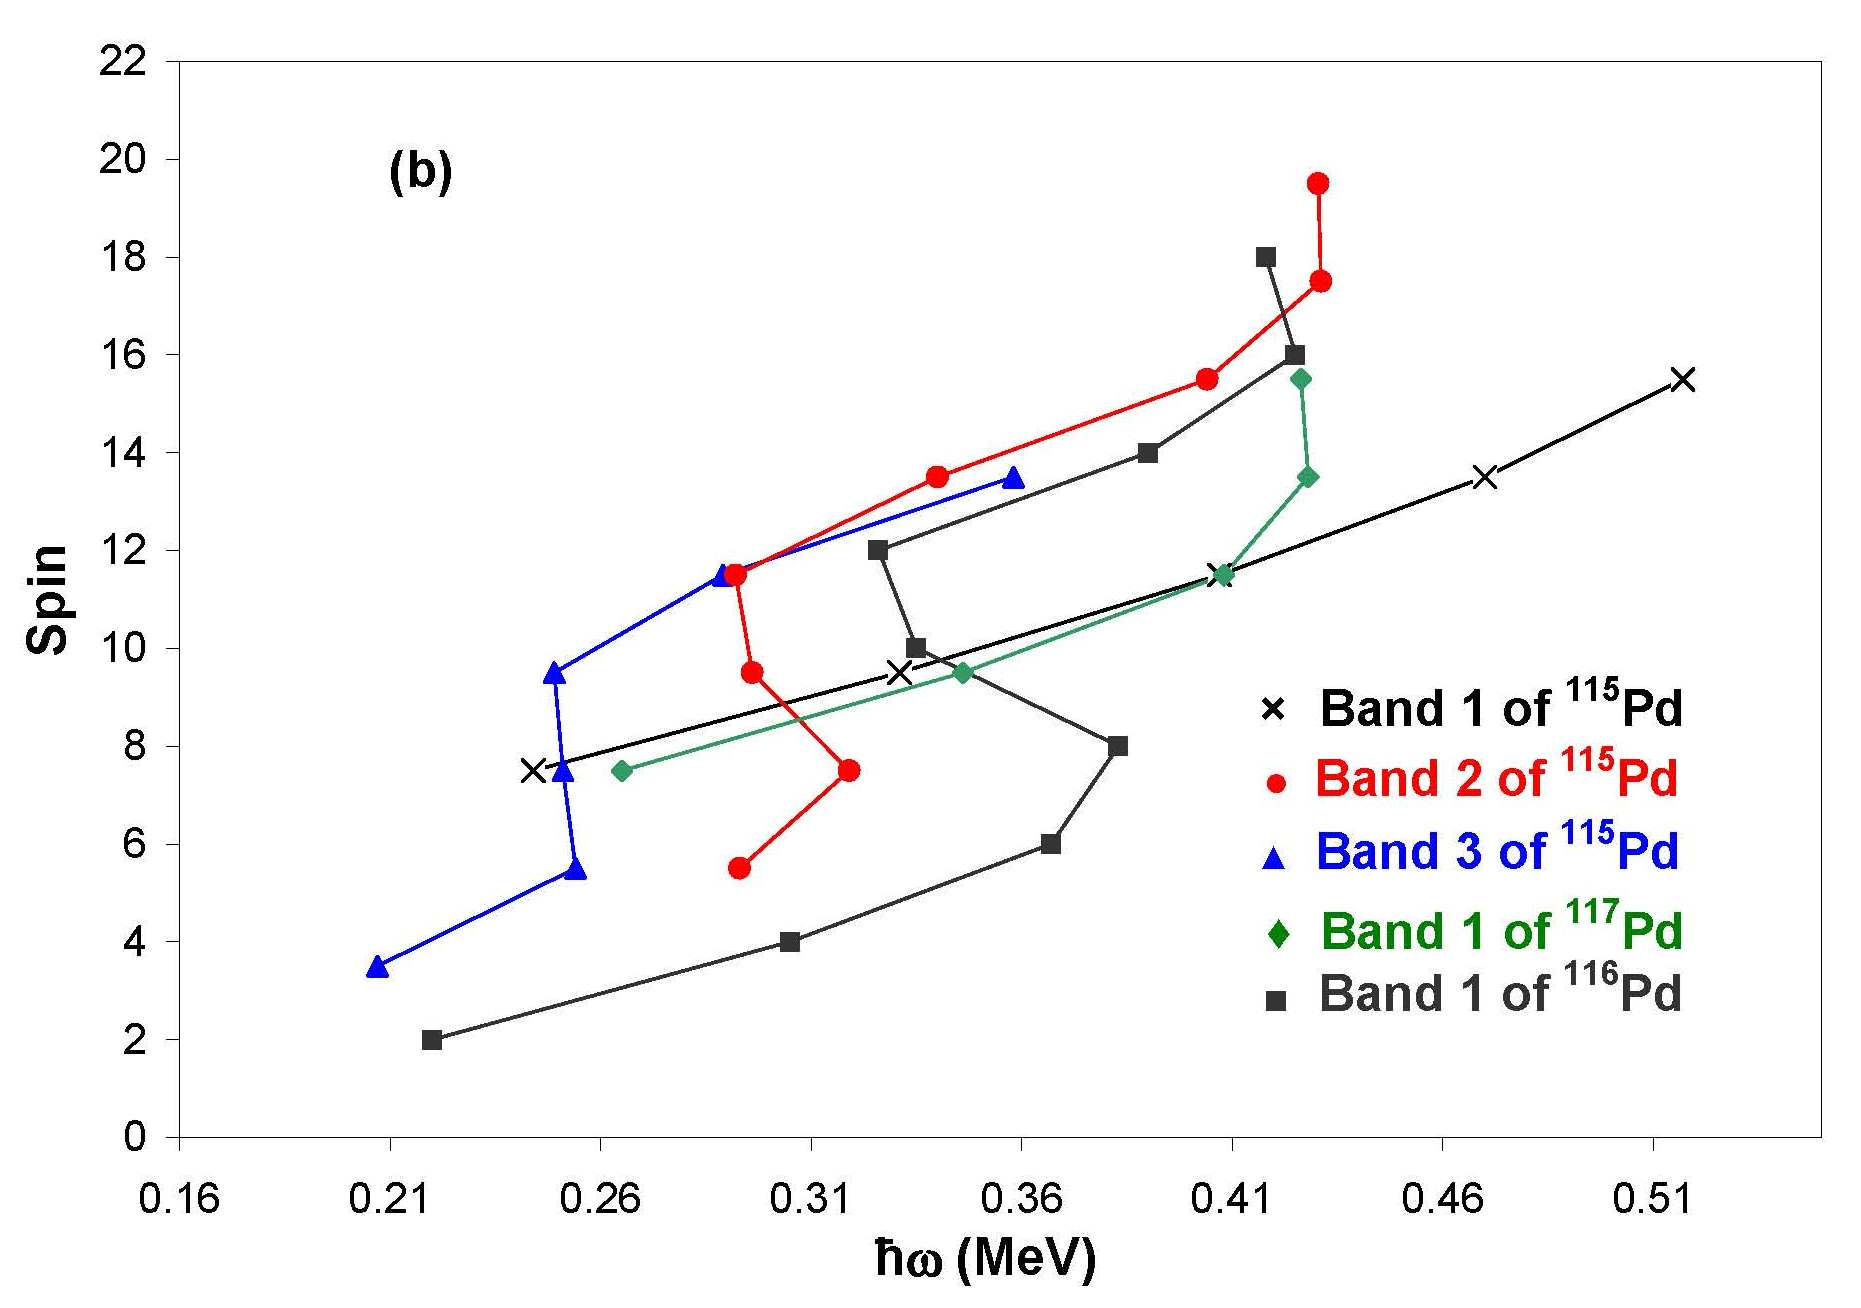 22
20
(b)
18
16
14
12
10
8
6
4
2
0
Spin
Band 1 of ¹¹⁵Pd
Band 2 of ¹¹⁵Pd
Band 3 of ¹¹⁵Pd
Band 1 of ¹¹⁷Pd
Band 1 of ¹¹⁶Pd
0.16 0.21 0.26 0.31 0.36 0.41 0.46 0.51
ħω (MeV)